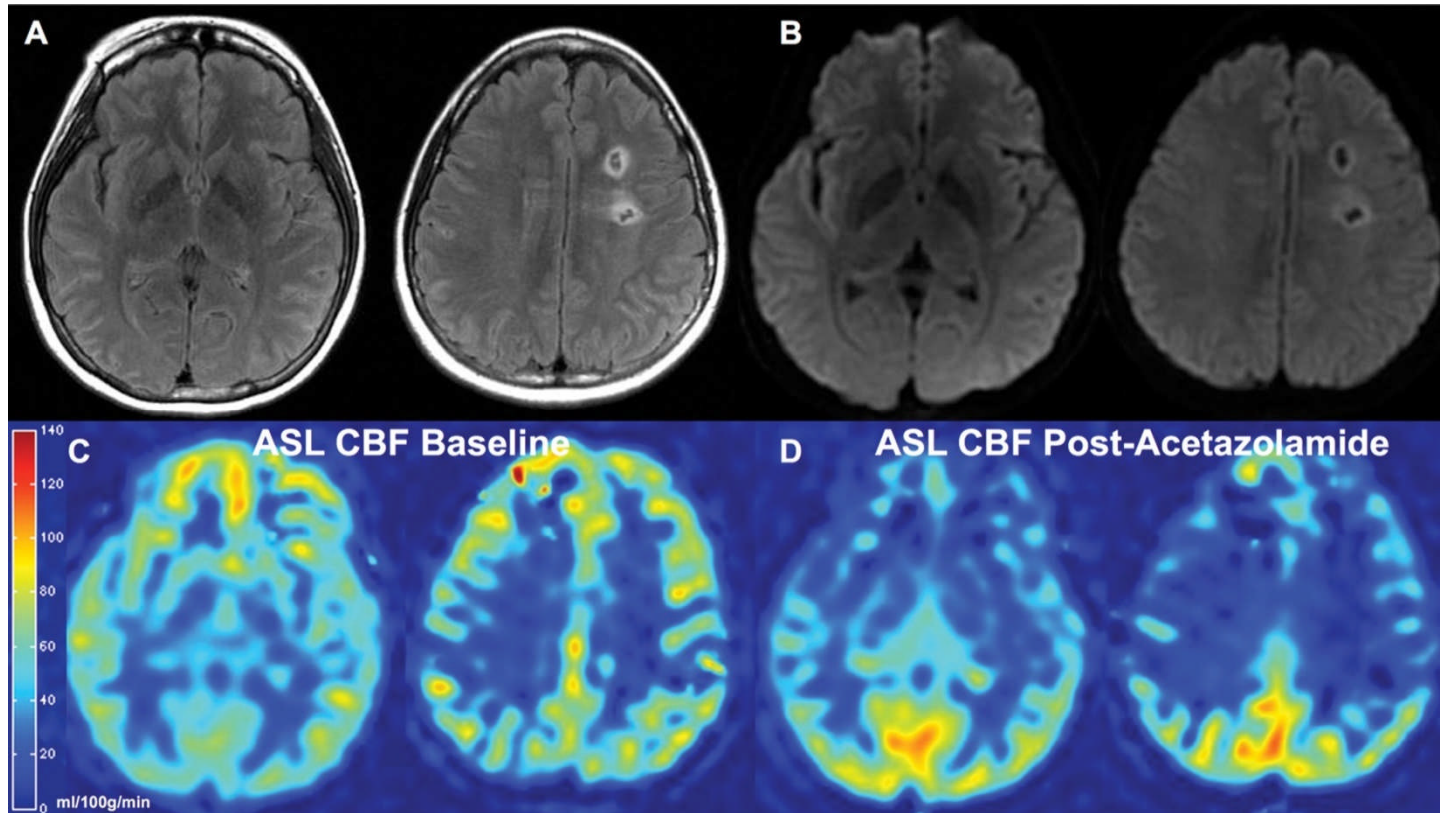 A
B
C
ASL CBF Baseline
D
ASL CBF Post-Acetazolamide
140
120
100
80
60
40
20
0
ml/100g/min